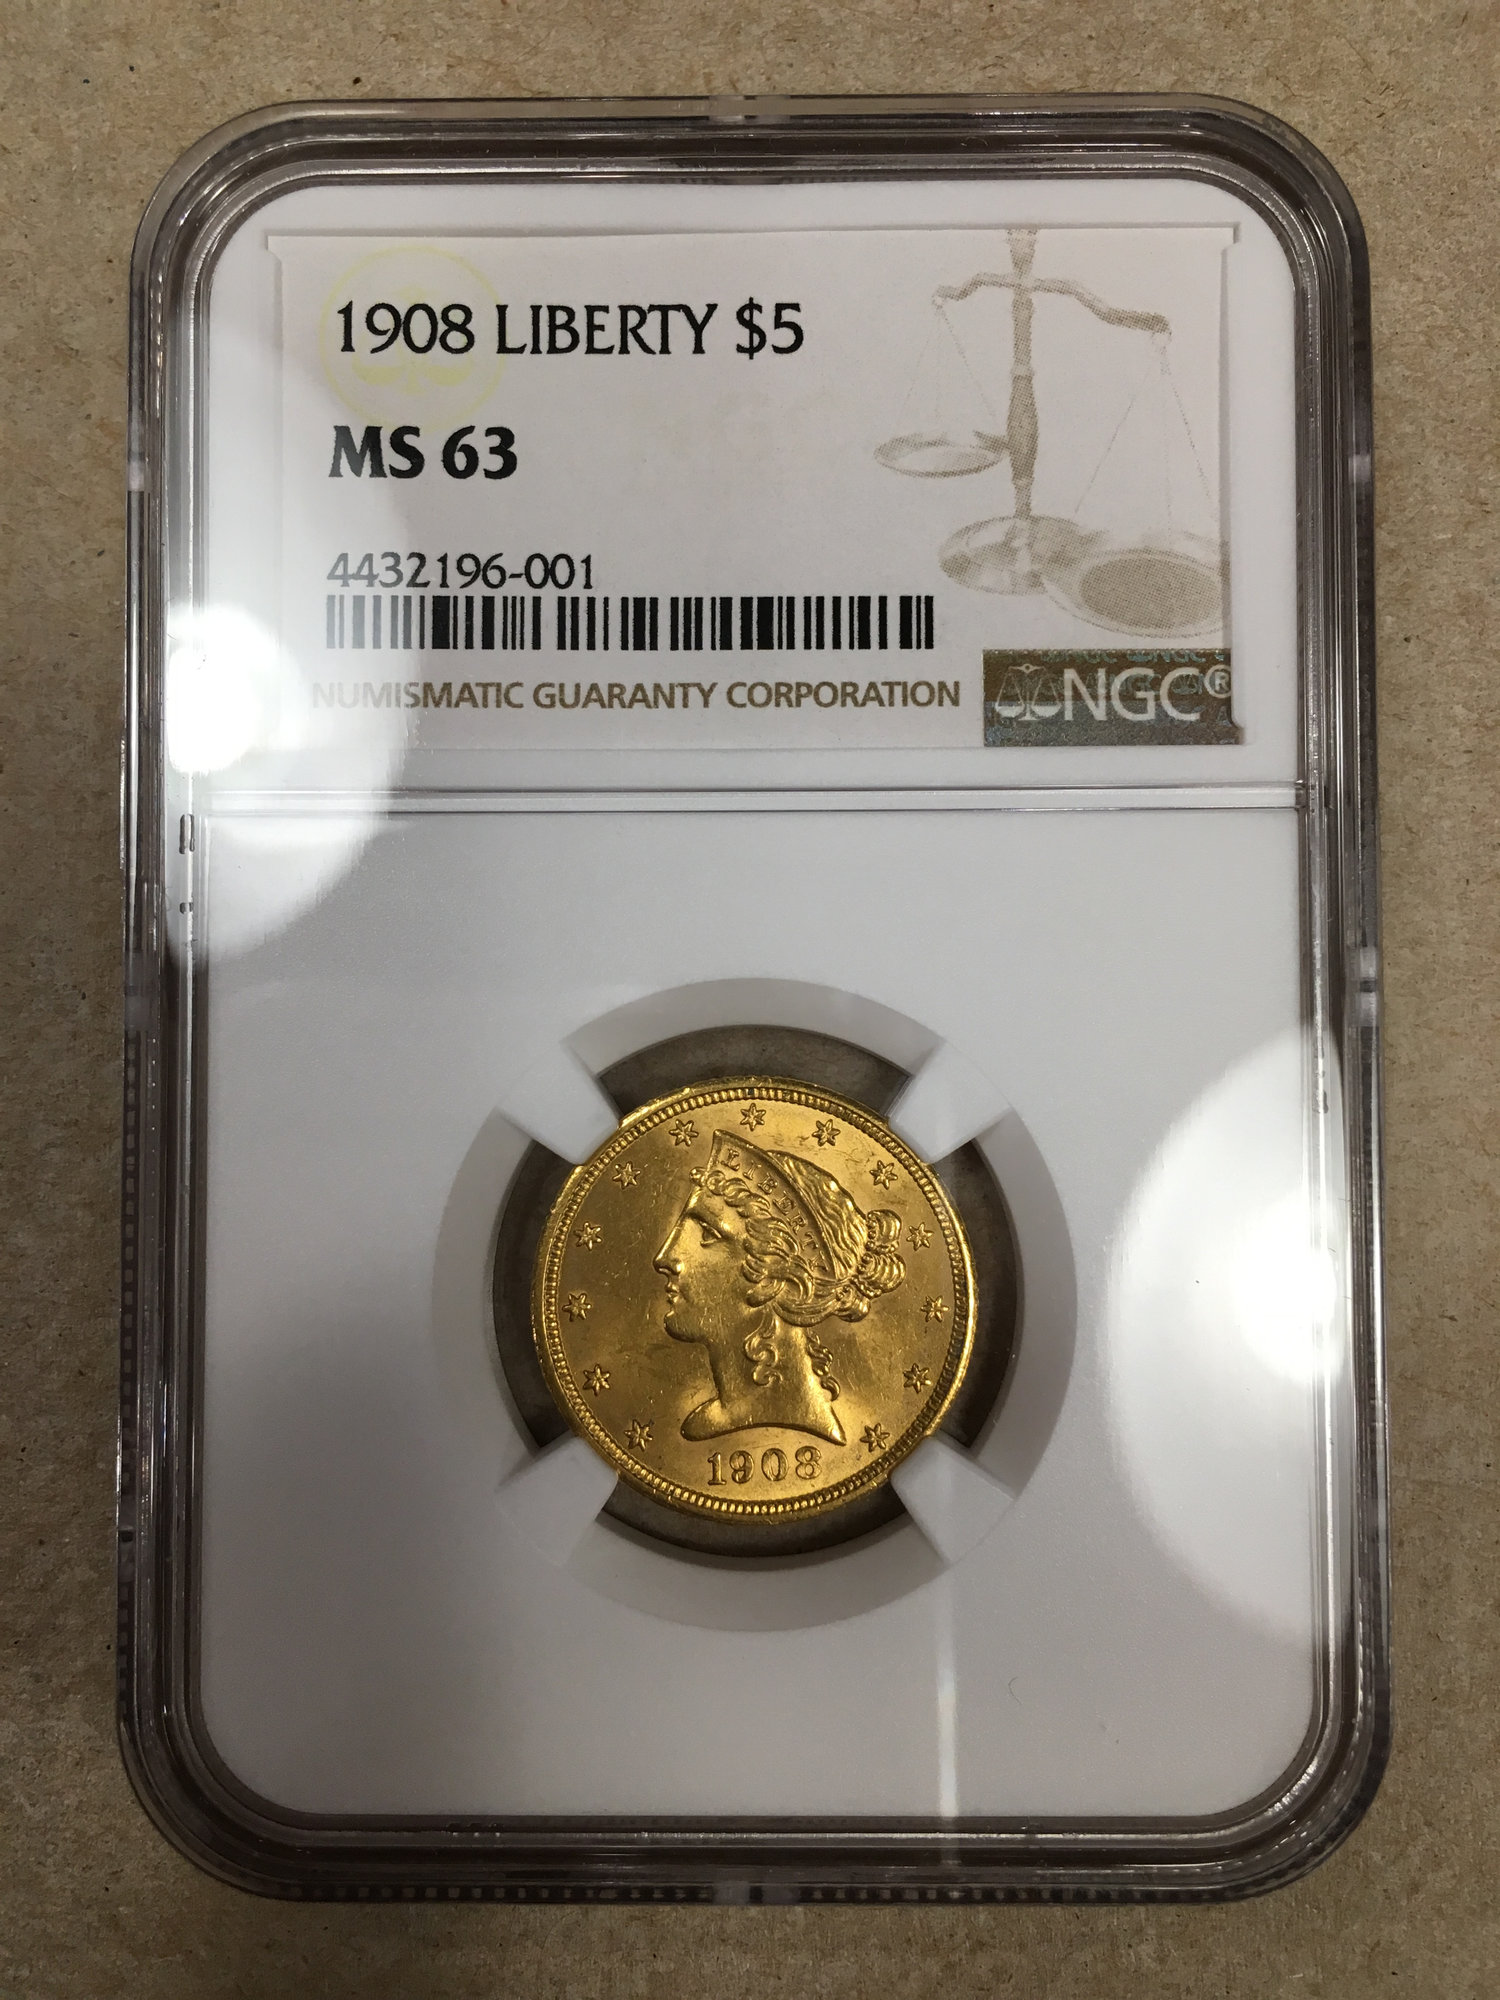 1908 LIBERTY $5
MS 63
4432196-001
NUMISMATIC GUARANTY CORPORATION
NGC®
LIBERTY
1908